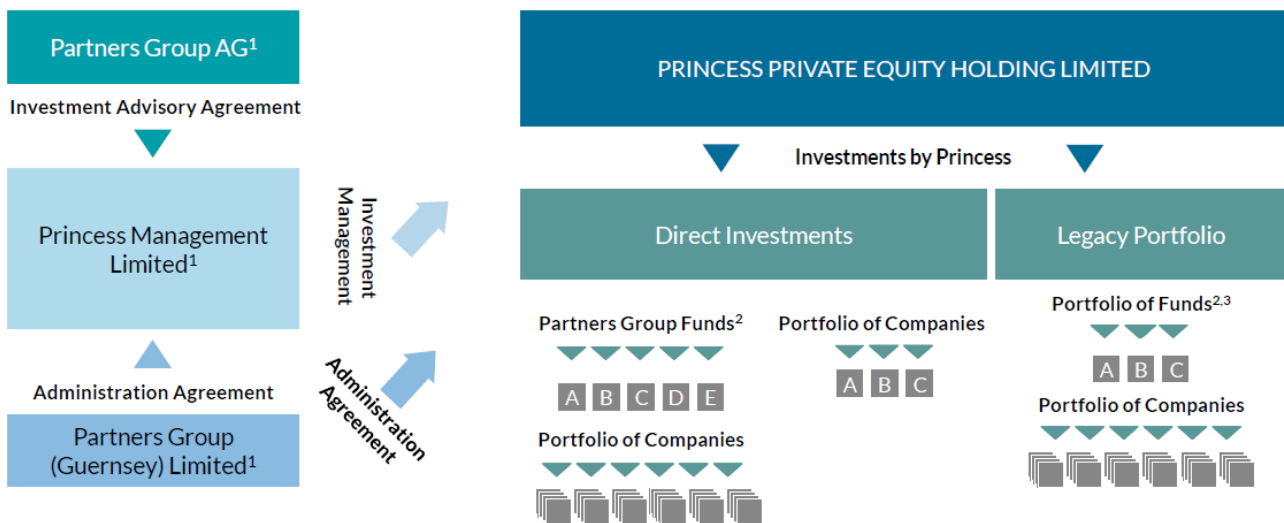 Partners Group AG¹
Investment Advisory Agreement
Princess Management
Limited¹
Administration Agreement
Partners Group
(Guernsey) Limited¹
Investment
Management
Administration
Agreement
PRINCESS PRIVATE EQUITY HOLDING LIMITED
Investments by Princess
Direct Investments
Partners Group Funds²
A B C D E
Portfolio of Companies
Portfolio of Companies
A B C
Legacy Portfolio
Portfolio of Funds²,³
A B C
Portfolio of Companies